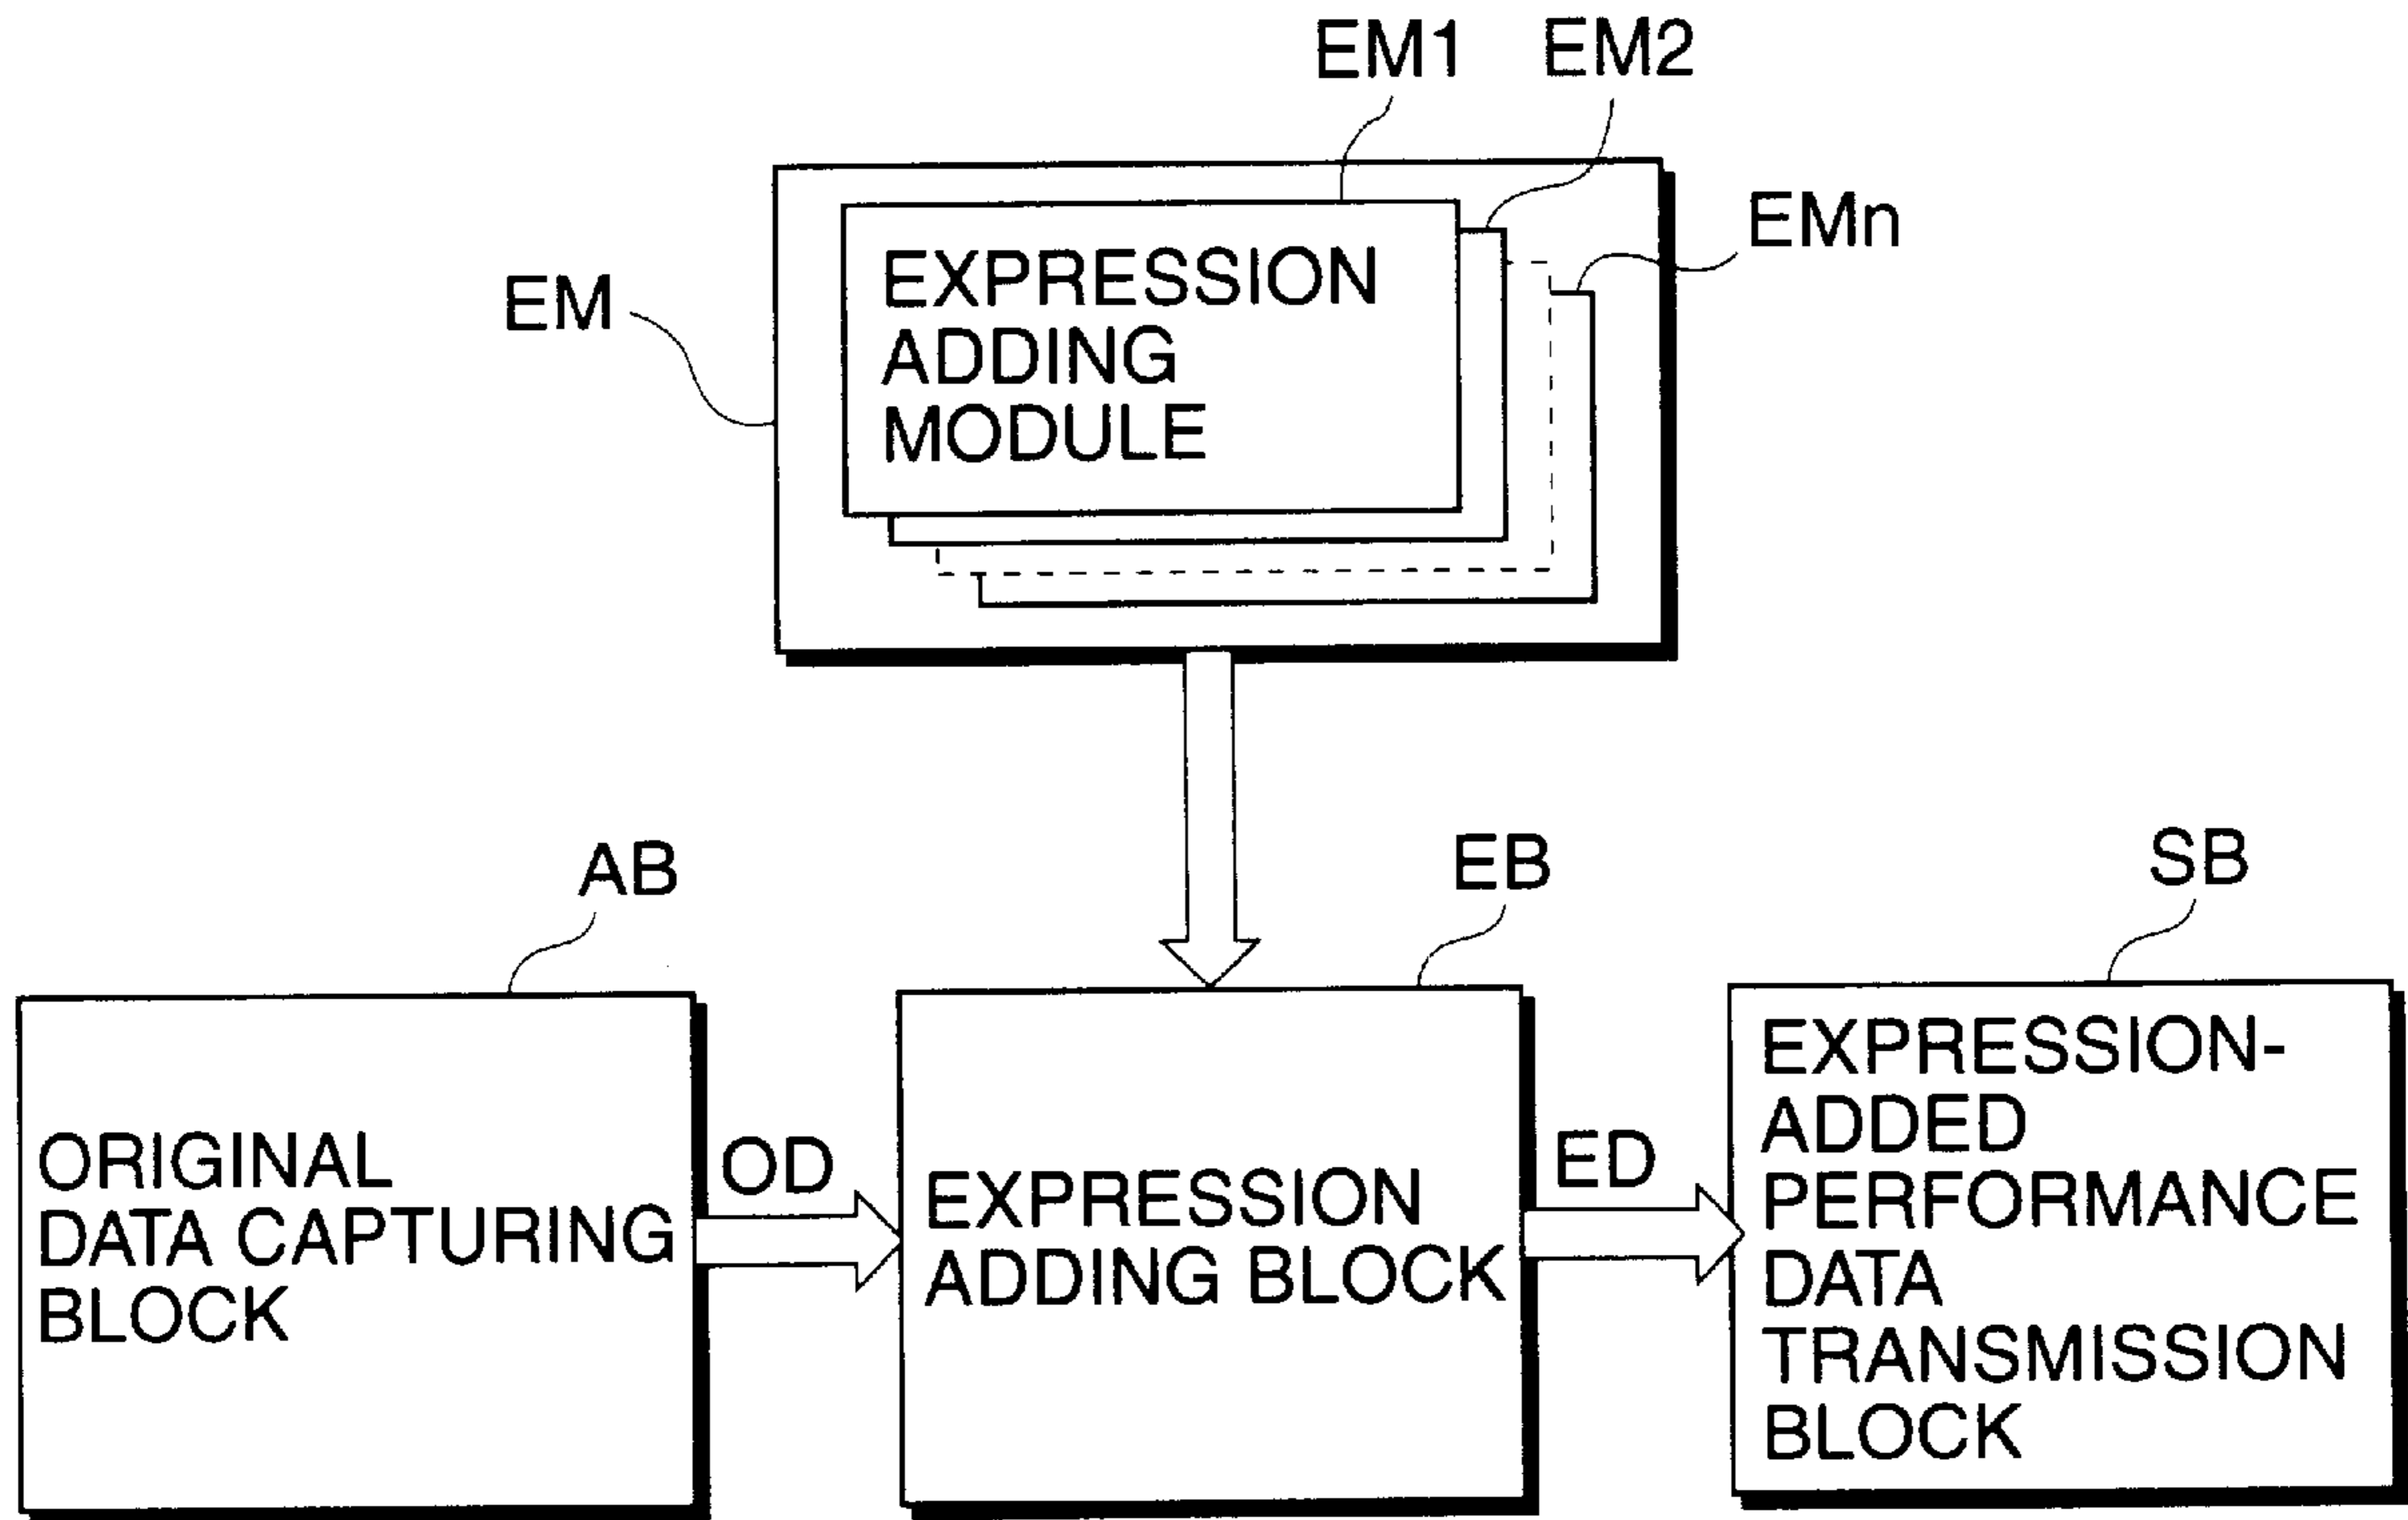 EM1
EM2
EMn
EM
EXPRESSION
ADDING
MODULE
AB
EB
SB
ORIGINAL
DATA CAPTURING
BLOCK
OD
EXPRESSION
ADDING BLOCK
ED
EXPRESSION-
ADDED
PERFORMANCE
DATA
TRANSMISSION
BLOCK